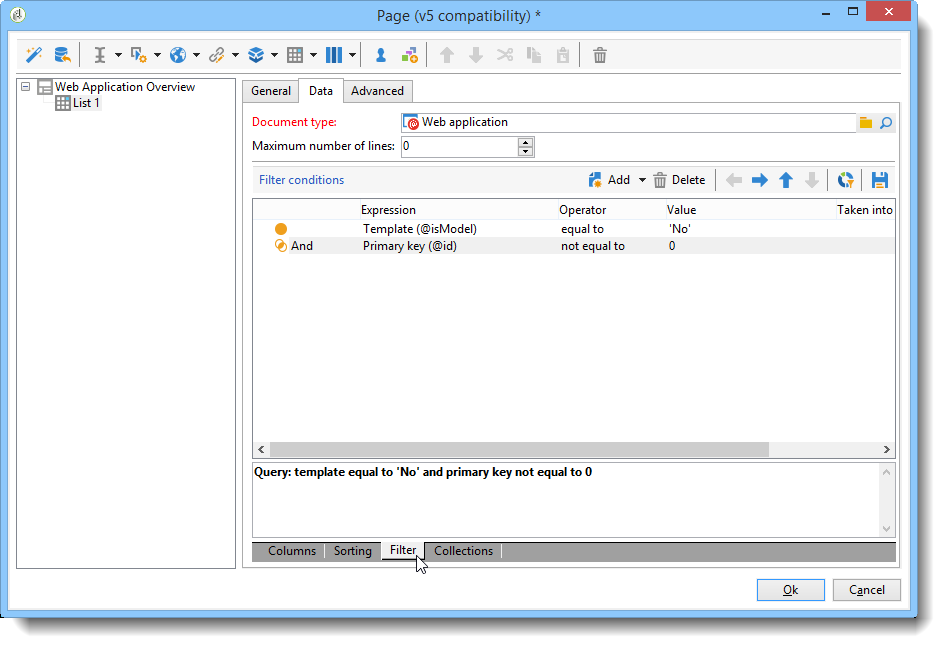 Page (v5 compatibility) *
Web Application Overview
List 1
General Data Advanced
Document type: Web application
Maximum number of lines: 0
Filter conditions Add Delete
Expression Operator Value Taken into
Template (@isModel) equal to 'No'
And Primary key (@id) not equal to 0
Query: template equal to 'No' and primary key not equal to 0
Columns Sorting Filter Collections
Ok Cancel